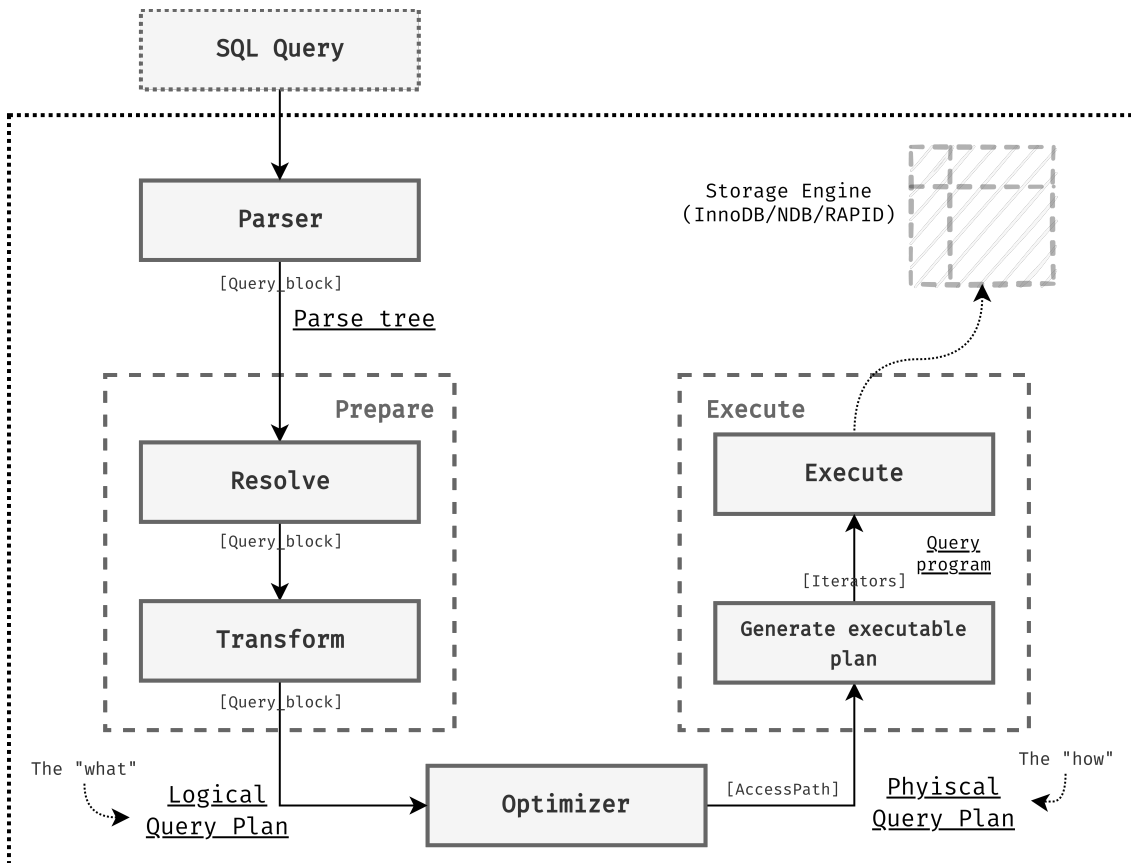 SQL Query
Parser
[Query_block]
Parse tree
Prepare
Resolve
[Query_block]
Transform
[Query_block]
The "what"
Logical
Query Plan
Optimizer
[AccessPath]
Phyiscal
Query Plan
The "how"
Execute
Execute
Query
program
[Iterators]
Generate executable
plan
Storage Engine
(InnoDB/NDB/RAPID)